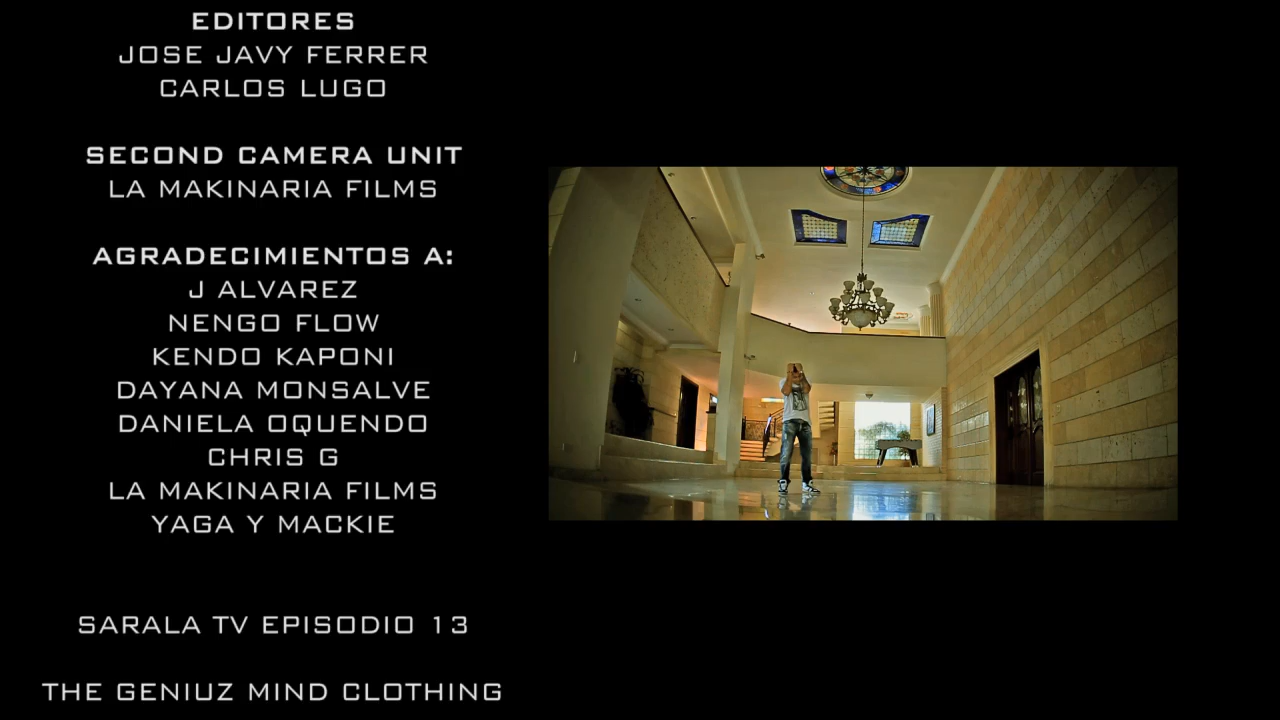 EDITORES
JOSE JAVY FERRER
CARLOS LUGO
SECOND CAMERA UNIT
LA MAKINARIA FILMS
AGRADECIMIENTOS A:
J ALVAREZ
NENGO FLOW
KENDO KAPONI
DAYANA MONSALVE
DANIELA OQUENDO
CHRIS G
LA MAKINARIA FILMS
YAGA Y MACKIE
SARALA TV EPISODIO 13
THE GENIUZ MIND CLOTHING